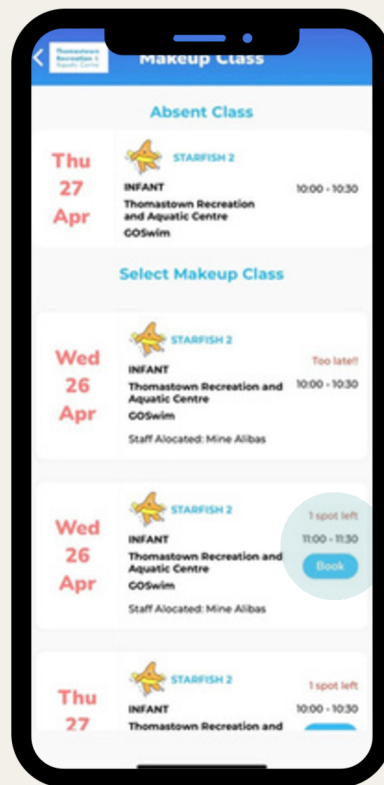 Thomastown
Recreation &
Aquatic Centre
Makeup Class
Absent Class
Thu
27
Apr
STARFISH 2
INFANT
10:00 - 10:30
Thomastown Recreation
and Aquatic Centre
GOSwim
Select Makeup Class
Wed
26
Apr
STARFISH 2
Too late!!
INFANT
10:00 - 10:30
Thomastown Recreation and
Aquatic Centre
GOSwim
Staff Alocated: Mine Alibas
Wed
26
Apr
STARFISH 2
1 spot left
INFANT
11:00 - 11:30
Thomastown Recreation and
Aquatic Centre
Book
GOSwim
Staff Alocated: Mine Alibas
Thu
27
STARFISH 2
1 spot left
INFANT
10:00 - 10:30
Thomastown Recreation and